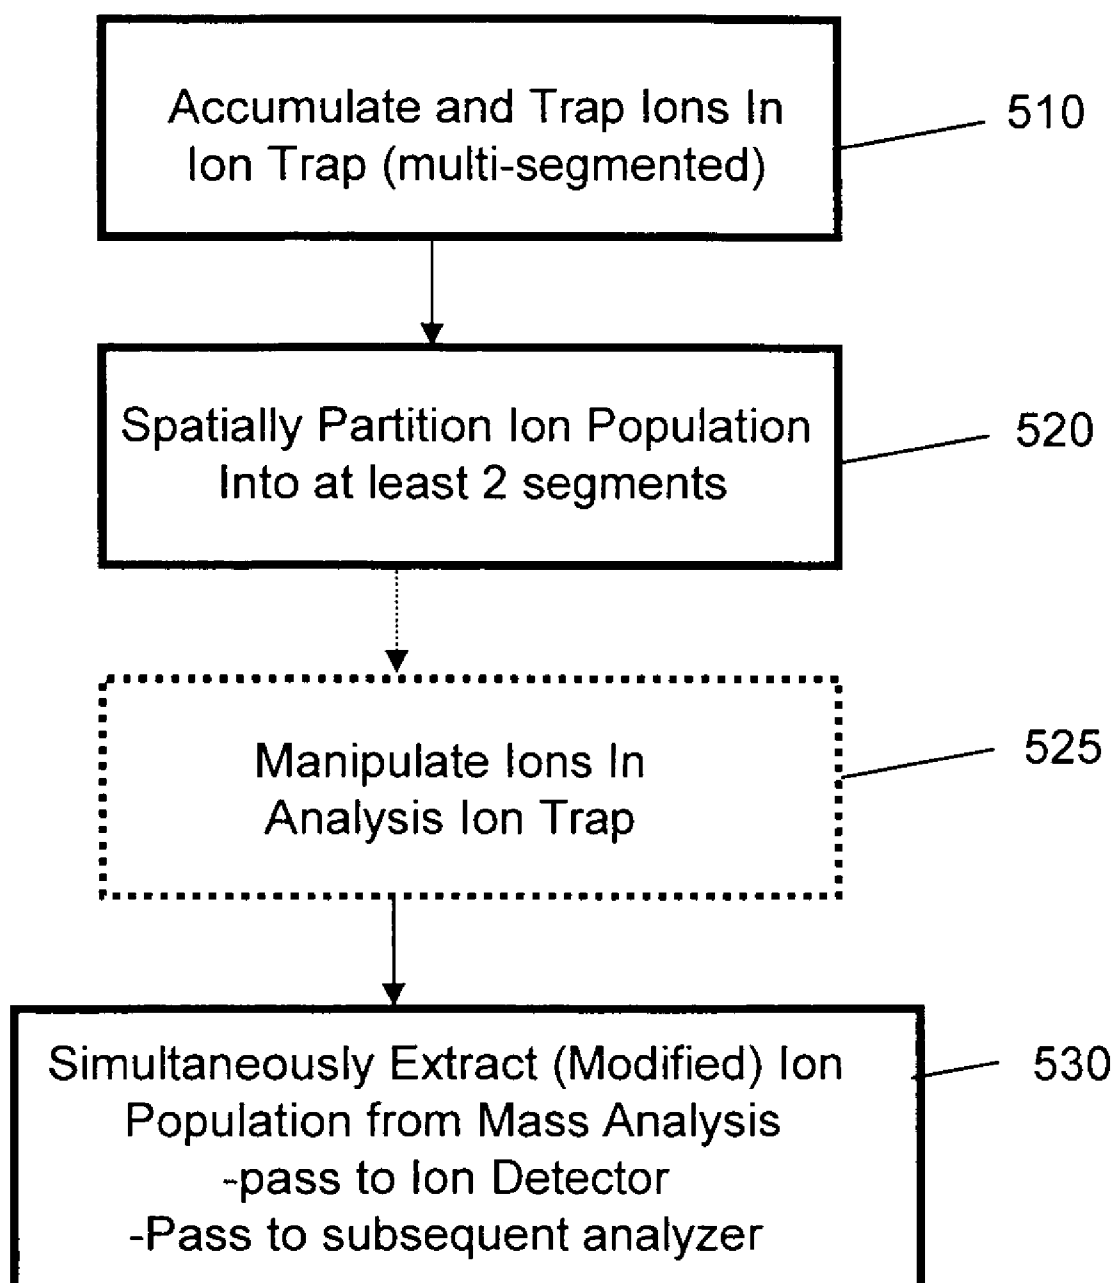 Accumulate and Trap Ions In
Ion Trap (multi-segmented)
510
Spatially Partition Ion Population
Into at least 2 segments
520
Manipulate Ions In
Analysis Ion Trap
525
Simultaneously Extract (Modified) Ion
Population from Mass Analysis
-pass to Ion Detector
-Pass to subsequent analyzer
530